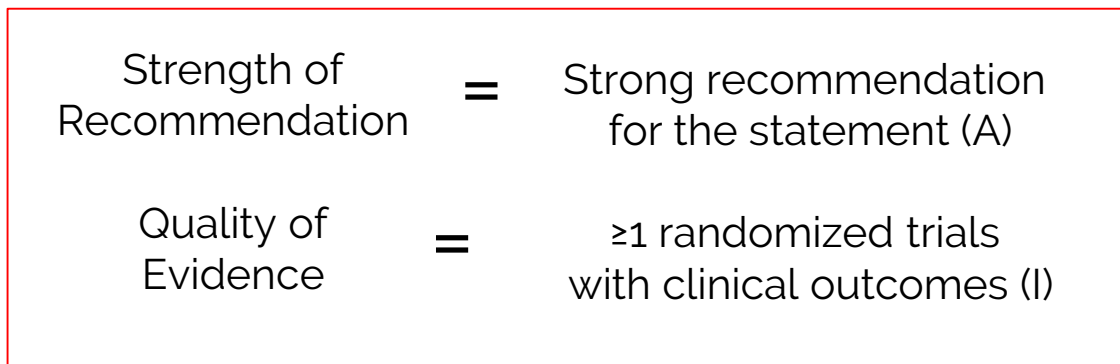 Strength of
Recommendation
=
Strong recommendation
for the statement (A)
Quality of
Evidence
=
≥1 randomized trials
with clinical outcomes (I)